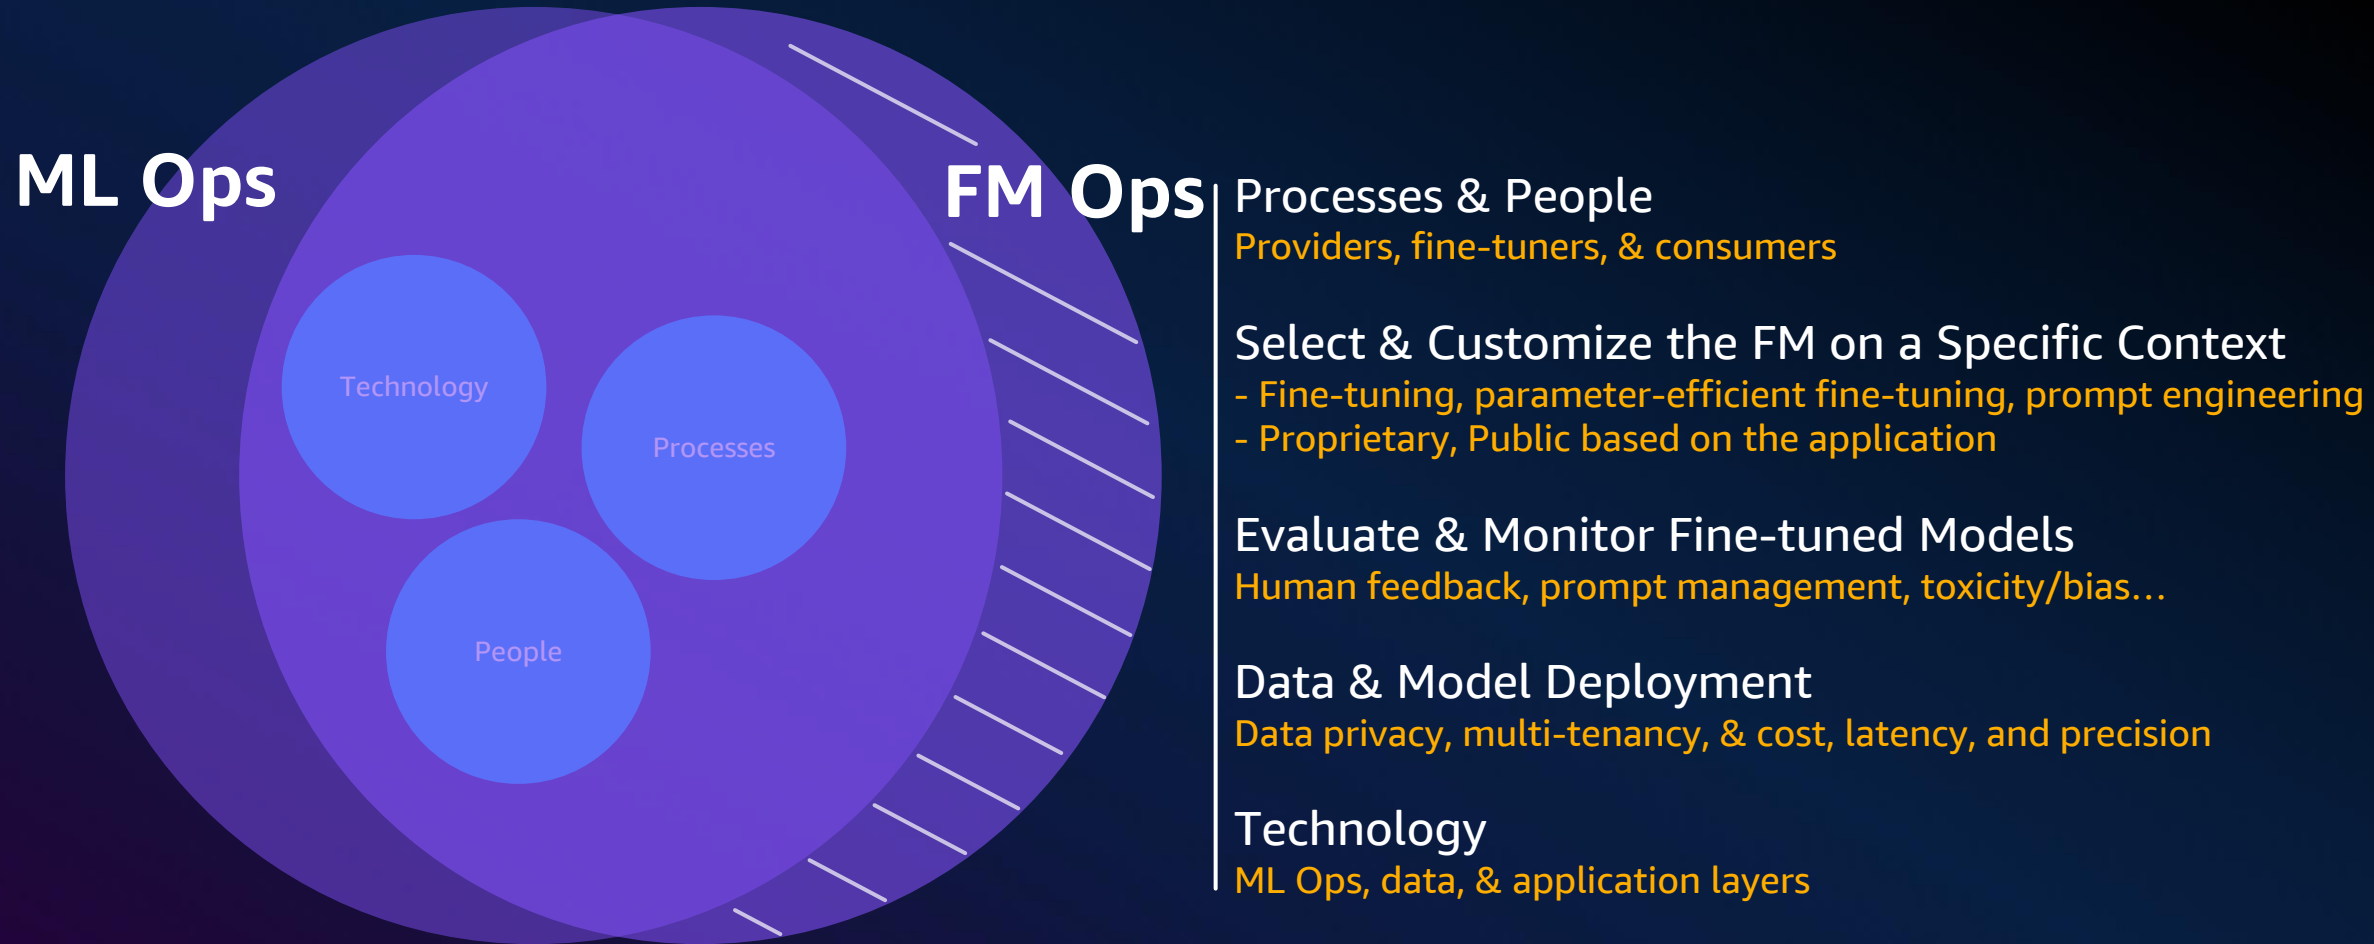 ML Ops
FM Ops
Technology
Processes
People
Processes & People
Providers, fine-tuners, & consumers
Select & Customize the FM on a Specific Context
- Fine-tuning, parameter-efficient fine-tuning, prompt engineering
- Proprietary, Public based on the application
Evaluate & Monitor Fine-tuned Models
Human feedback, prompt management, toxicity/bias…
Data & Model Deployment
Data privacy, multi-tenancy, & cost, latency, and precision
Technology
ML Ops, data, & application layers